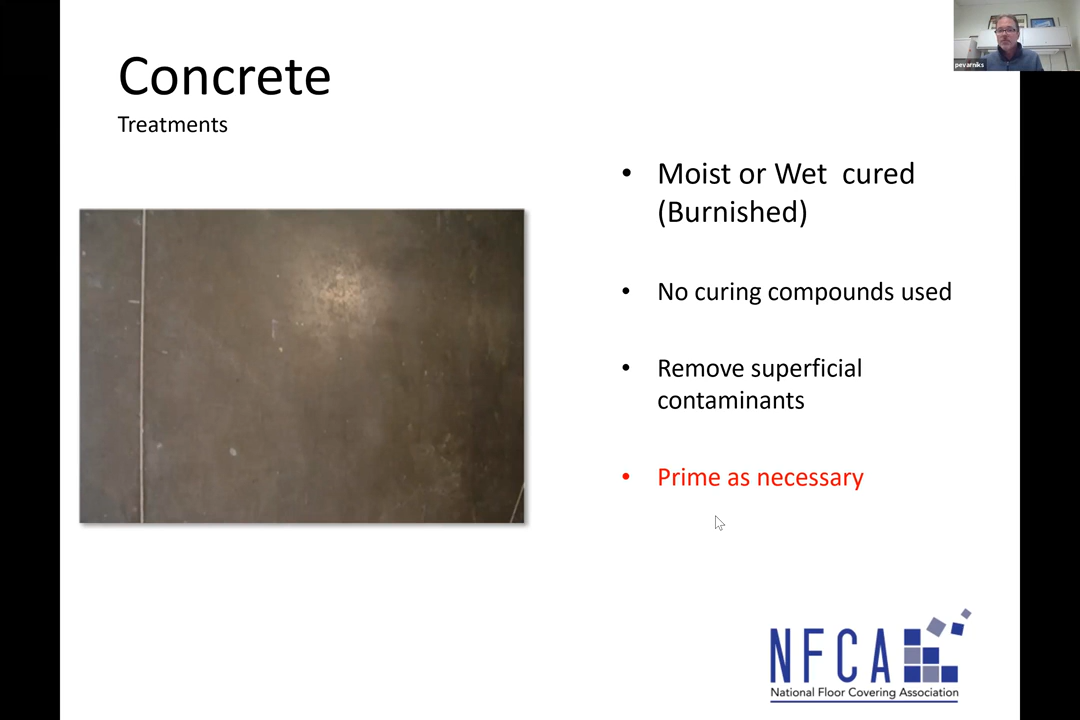 Concrete
Treatments
• Moist or Wet cured
(Burnished)
• No curing compounds used
• Remove superficial
contaminants
• Prime as necessary
pevarniks
NFCA
National Floor Covering Association